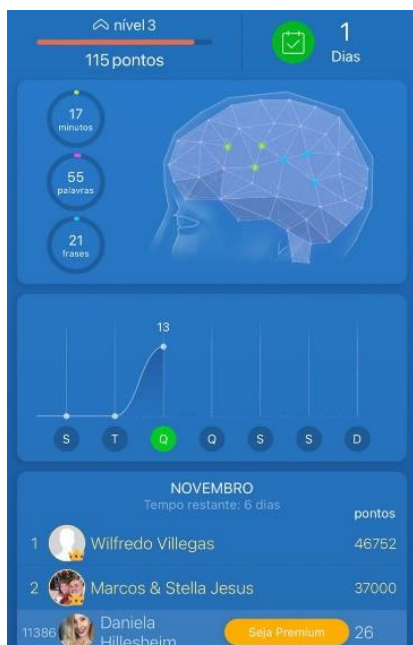 nível 3
115 pontos
1
Dias
17
minutos
55
palavras
21
frases
13
S T Q Q S S D
NOVEMBRO
Tempo restante: 6 dias
pontos
1 Wilfredo Villegas 46752
2 Marcos & Stella Jesus 37000
11386 Daniela Hillesheim Seja Premium 26